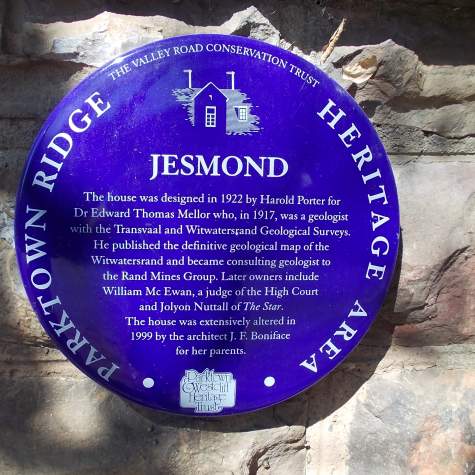 THE VALLEY ROAD CONSERVATION TRUST
PARKTOWN RIDGE
HERITAGE AREA
JESMOND
The house was designed in 1922 by Harold Porter for
Dr Edward Thomas Mellor who, in 1917, was a geologist
with the Transvaal and Witwatersrand Geological Surveys.
He published the definitive geological map of the
Witwatersrand and became consulting geologist to
the Rand Mines Group. Later owners include
William Mc Ewan, a judge of the High Court
and Jolyon Nuttall of The Star.
The house was extensively altered in
1999 by the architect J. F. Boniface
for her parents.
Parktown
Westcliff
Heritage
Trust